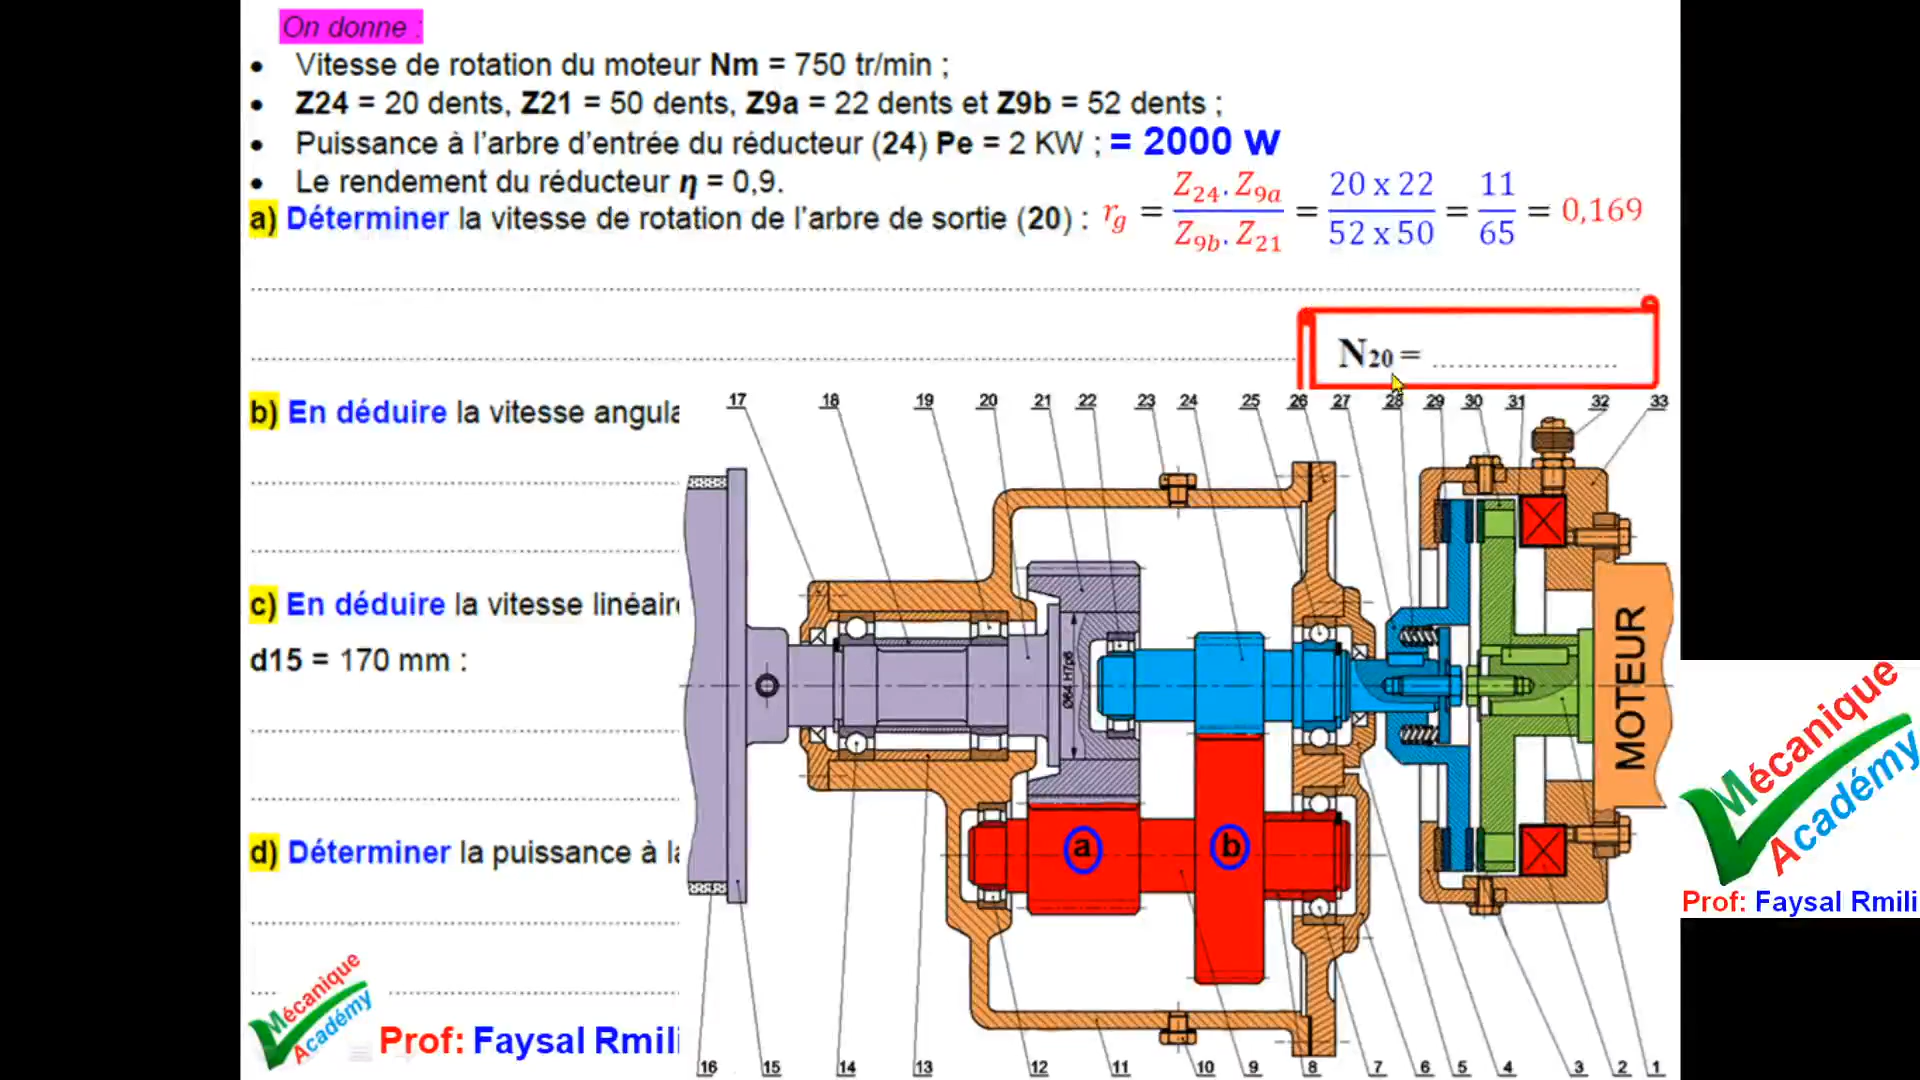 On donne :
• Vitesse de rotation du moteur Nm = 750 tr/min ;
• Z24 = 20 dents, Z21 = 50 dents, Z9a = 22 dents et Z9b = 52 dents ;
• Puissance à l'arbre d'entrée du réducteur (24) Pe = 2 KW ; = 2000 w
• Le rendement du réducteur η = 0,9.
a) Déterminer la vitesse de rotation de l'arbre de sortie (20) : r_g = Z24 . Z9a / Z9b . Z21 = 20 x 22 / 52 x 50 = 11 / 65 = 0,169
N20 = ....................
b) En déduire la vitesse angula
17 18 19 20 21 22 23 24 25 26 27 28 29 30 31 32 33
c) En déduire la vitesse linéair
d15 = 170 mm :
Ø64 H7p6
MOTEUR
d) Déterminer la puissance à l
a b
Mécanique
Académy
Prof: Faysal Rmili
Mécanique
Académy
Prof: Faysal Rmili
16 15 14 13 12 11 10 9 8 7 6 5 4 3 2 1